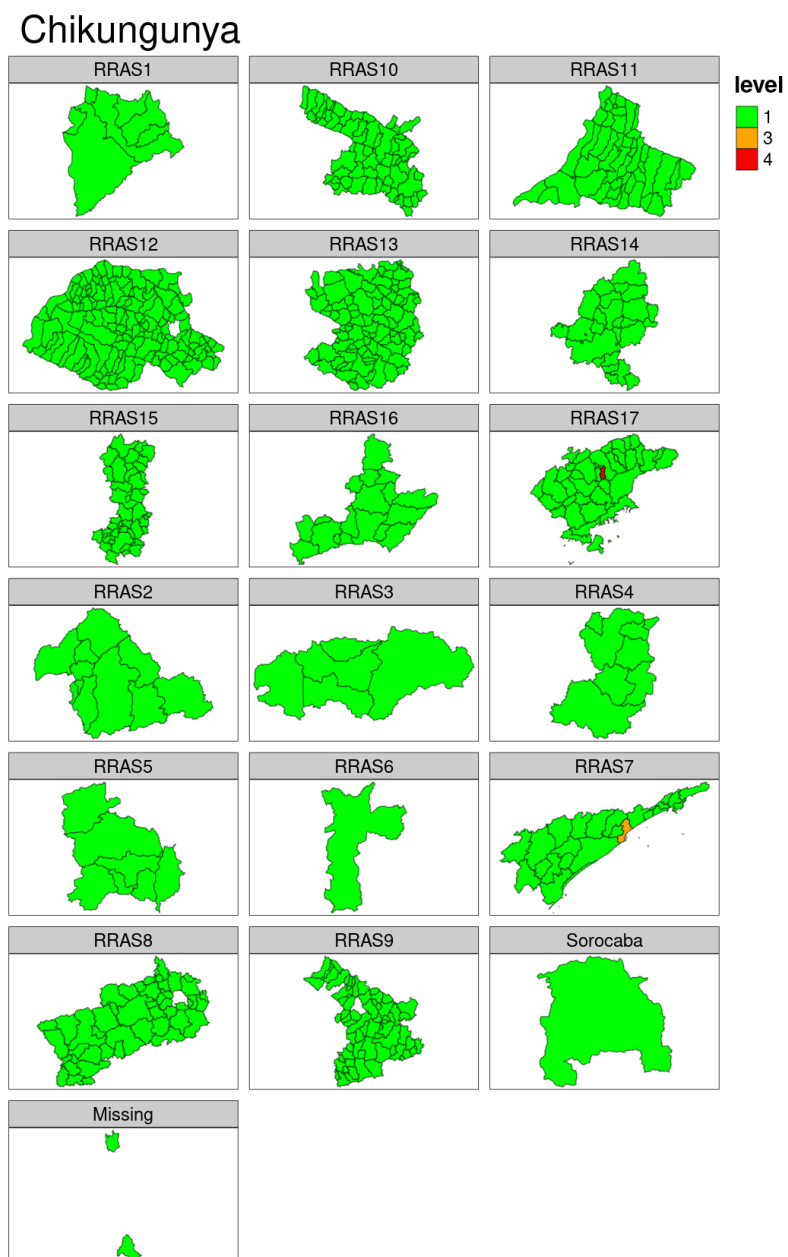 Chikungunya
RRAS1
RRAS10
RRAS11
level
1
3
4
RRAS12
RRAS13
RRAS14
RRAS15
RRAS16
RRAS17
RRAS2
RRAS3
RRAS4
RRAS5
RRAS6
RRAS7
RRAS8
RRAS9
Sorocaba
Missing